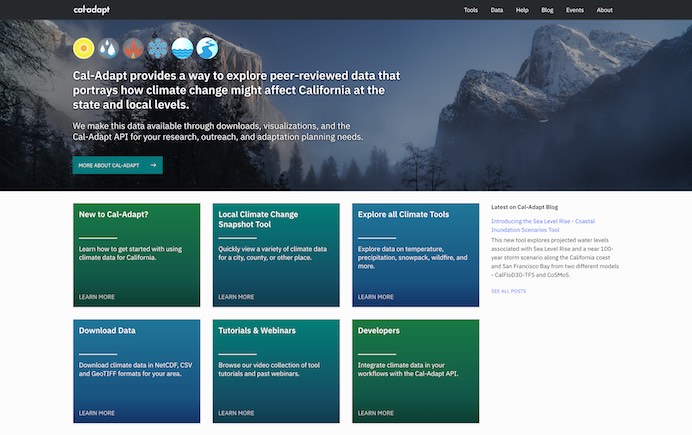 cal-adapt
Tools Data Help Blog Events About
Cal-Adapt provides a way to explore peer-reviewed data that
portrays how climate change might affect California at the
state and local levels.
We make this data available through downloads, visualizations, and the
Cal-Adapt API for your research, outreach, and adaptation planning needs.
MORE ABOUT CAL-ADAPT →
New to Cal-Adapt?
Learn how to get started with using
climate data for California.
LEARN MORE
Local Climate Change
Snapshot Tool
Quickly view a variety of climate data
for a city, county, or other place.
LEARN MORE
Explore all Climate Tools
Explore data on temperature,
precipitation, snowpack, wildfire, and
more.
LEARN MORE
Latest on Cal-Adapt Blog
Introducing the Sea Level Rise - Coastal
Inundation Scenarios Tool
This new tool explores projected water levels
associated with Sea Level Rise and a near 100-
year storm scenario along the California coast
and San Francisco Bay from two different models
- CalFloD3D-TFS and CoSMoS.
SEE ALL POSTS
Download Data
Download climate data in NetCDF, CSV
and GeoTIFF formats for your area.
LEARN MORE
Tutorials & Webinars
Browse our video collection of tool
tutorials and past webinars.
LEARN MORE
Developers
Integrate climate data in your
workflows with the Cal-Adapt API.
LEARN MORE